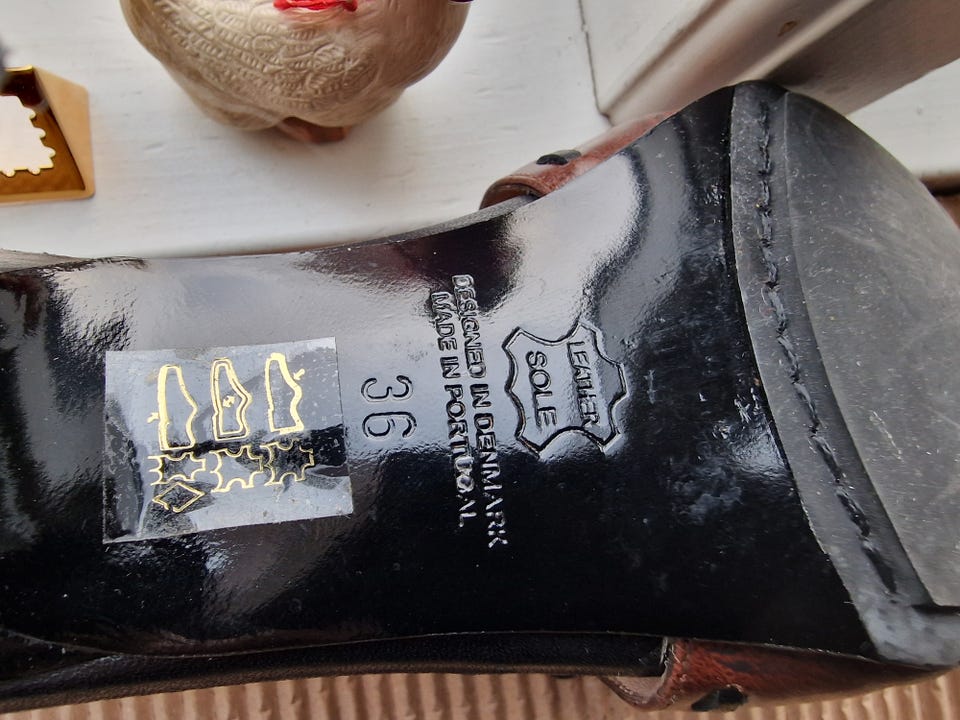 LEATHER
SOLE
DESIGNED IN DENMARK
MADE IN PORTUGAL
36